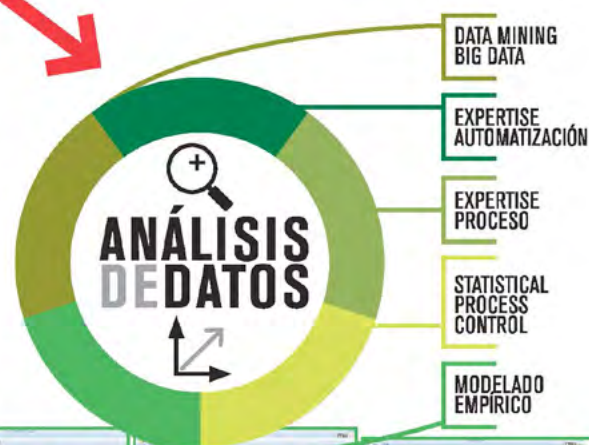 DATA MINING
BIG DATA
EXPERTISE
AUTOMATIZACIÓN
EXPERTISE
PROCESO
STATISTICAL
PROCESS
CONTROL
MODELADO
EMPÍRICO
+
ANÁLISIS
DEDATOS